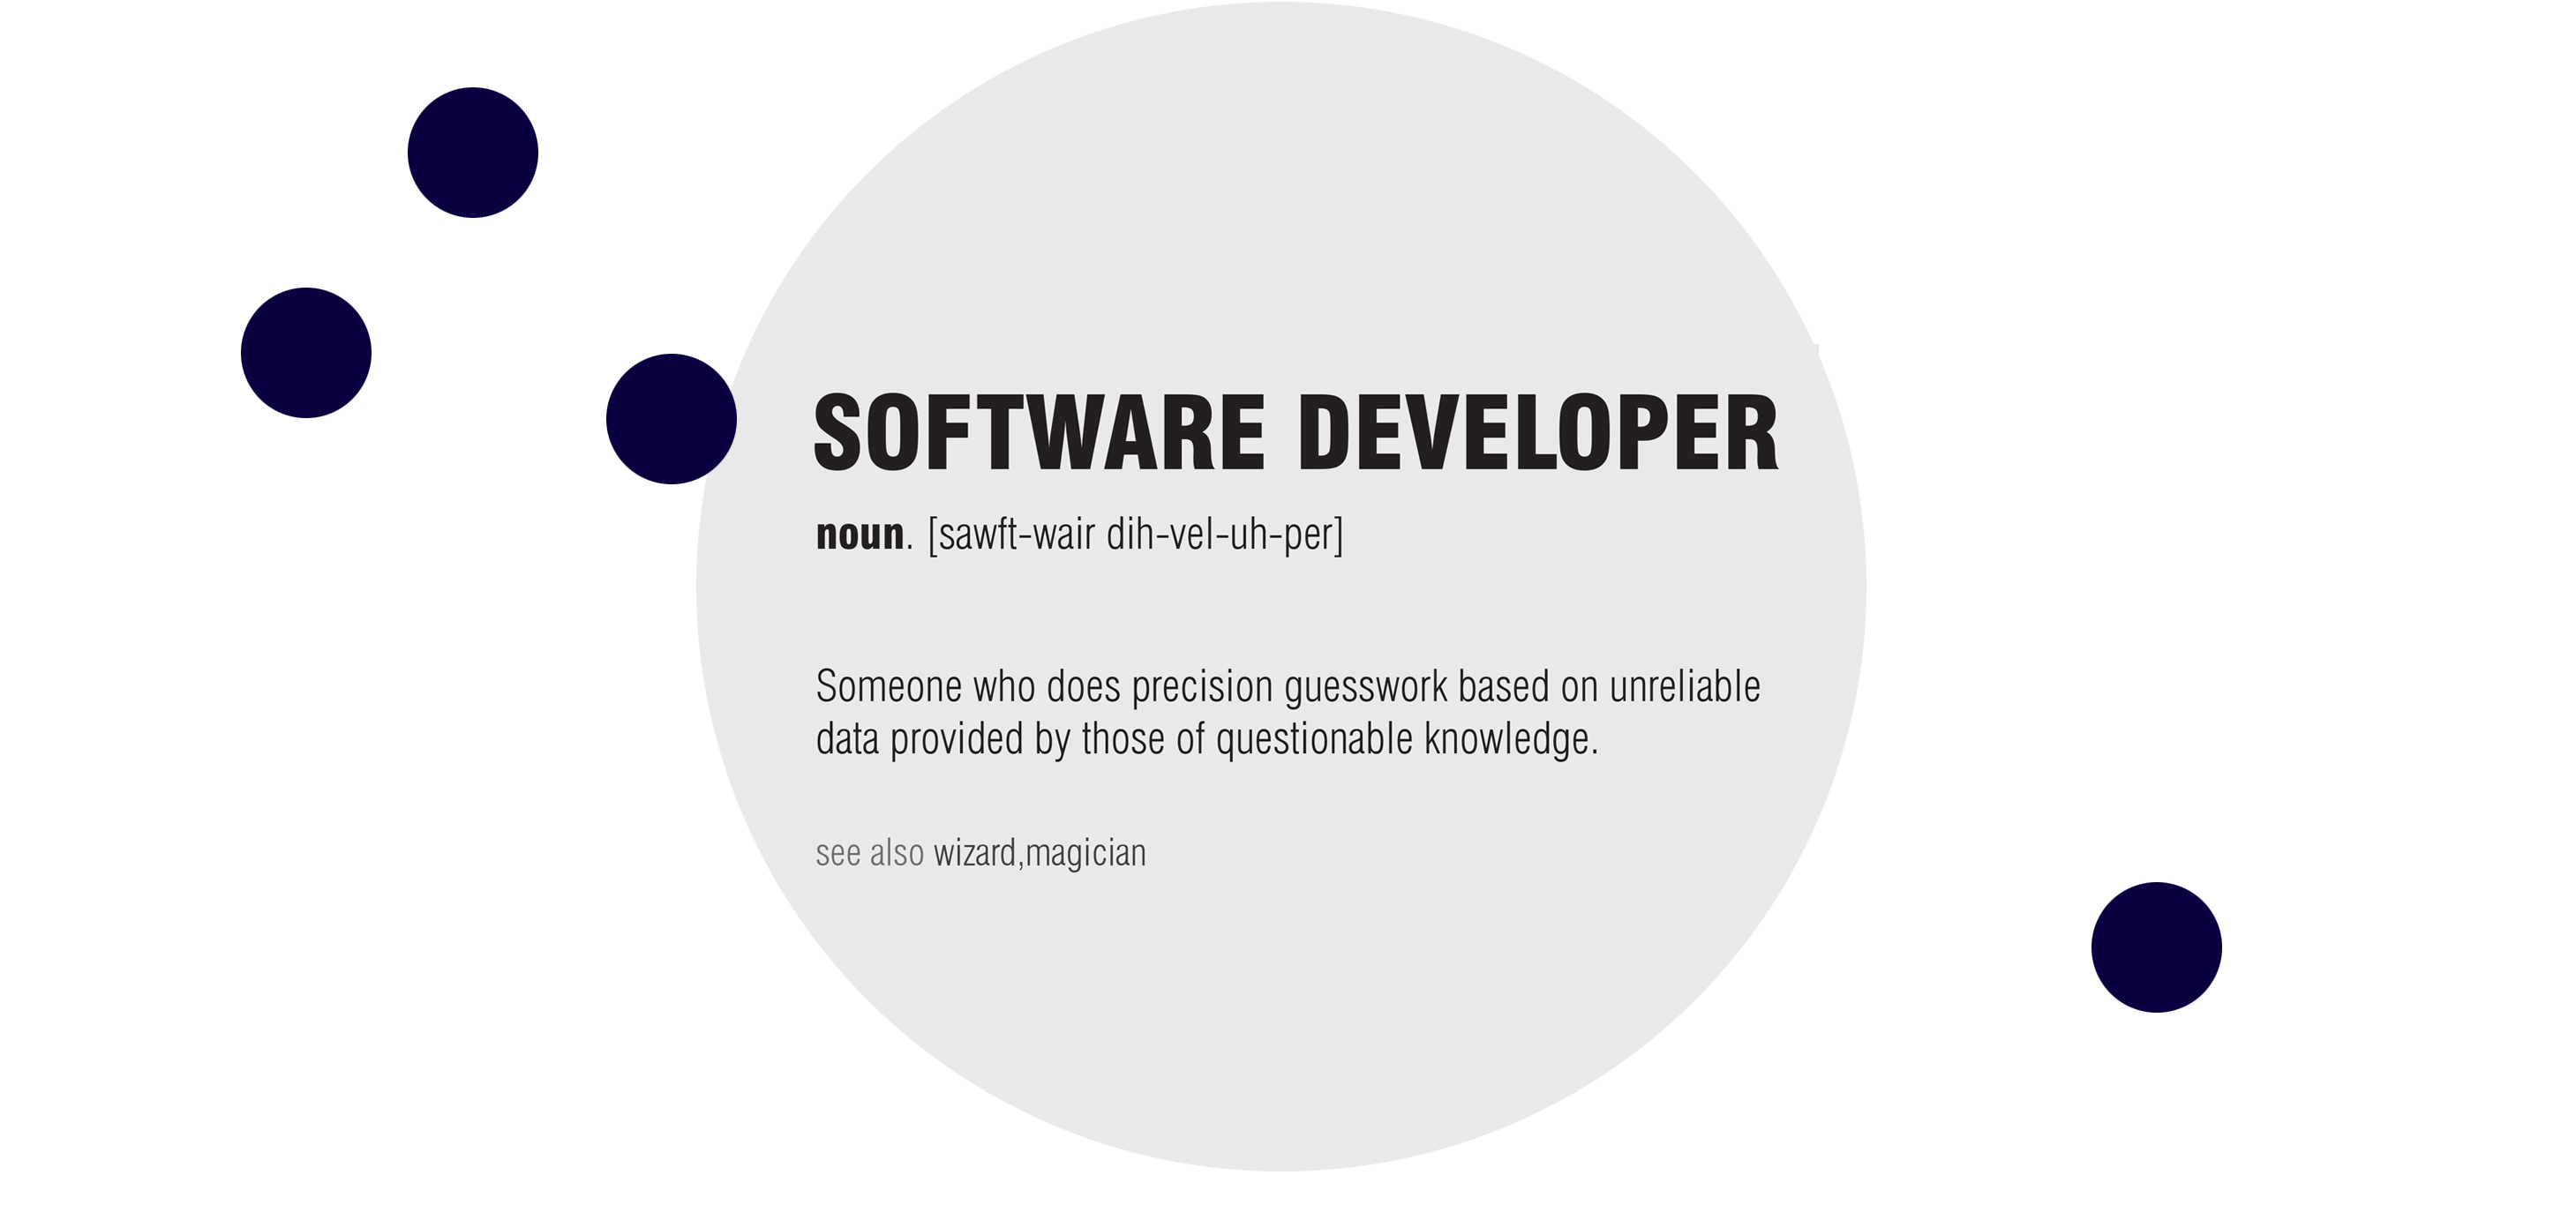 SOFTWARE DEVELOPER
noun. [sawft-wair dih-vel-uh-per]
Someone who does precision guesswork based on unreliable
data provided by those of questionable knowledge.
see also wizard,magician